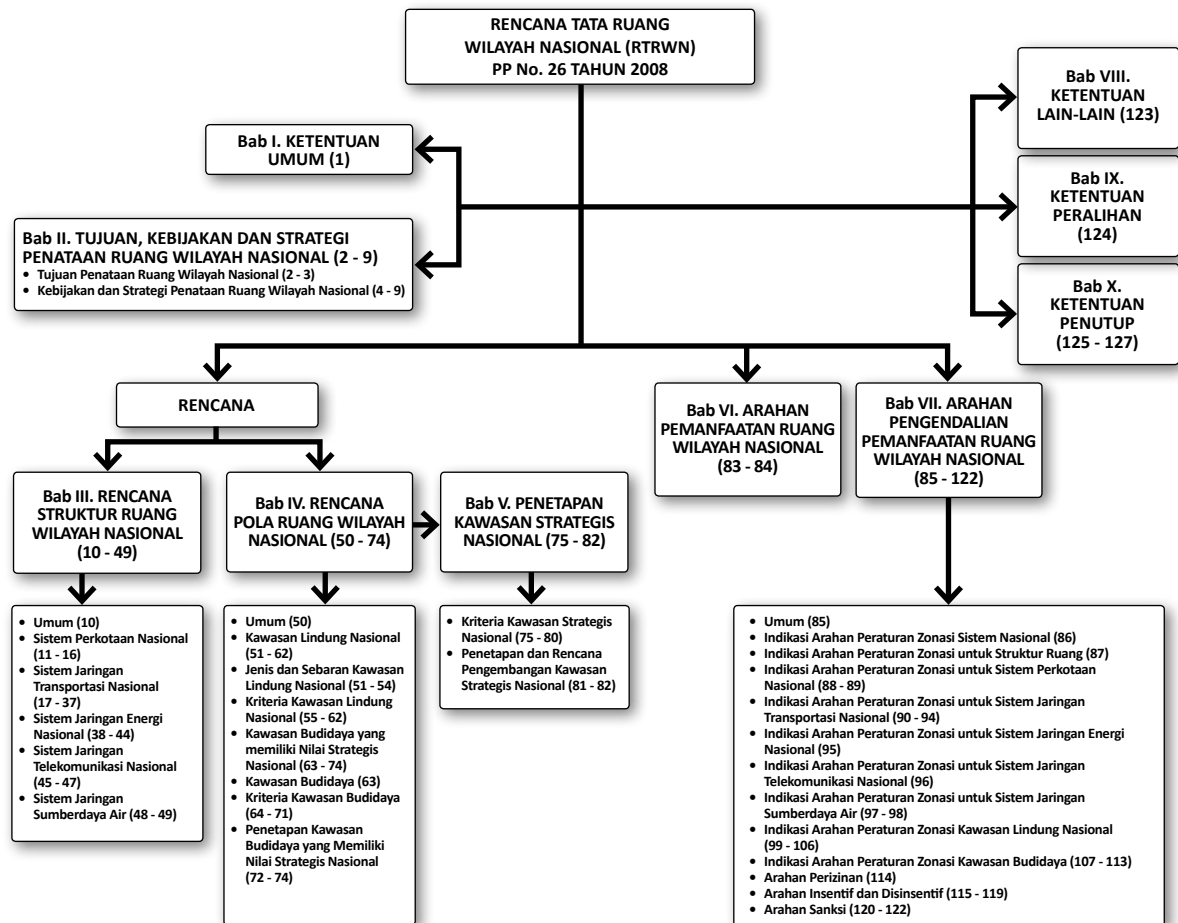 RENCANA TATA RUANG
WILAYAH NASIONAL (RTRWN)
PP No. 26 TAHUN 2008
Bab I. KETENTUAN
UMUM (1)
Bab II. TUJUAN, KEBIJAKAN DAN STRATEGI
PENATAAN RUANG WILAYAH NASIONAL (2 - 9)
• Tujuan Penataan Ruang Wilayah Nasional (2 - 3)
• Kebijakan dan Strategi Penataan Ruang Wilayah Nasional (4 - 9)
Bab VIII.
KETENTUAN
LAIN-LAIN (123)
Bab IX.
KETENTUAN
PERALIHAN
(124)
Bab X.
KETENTUAN
PENUTUP
(125 - 127)
RENCANA
Bab VI. ARAHAN
PEMANFAATAN RUANG
WILAYAH NASIONAL
(83 - 84)
Bab VII. ARAHAN
PENGENDALIAN
PEMANFAATAN RUANG
WILAYAH NASIONAL
(85 - 122)
Bab III. RENCANA
STRUKTUR RUANG
WILAYAH NASIONAL
(10 - 49)
Bab IV. RENCANA
POLA RUANG WILAYAH
NASIONAL (50 - 74)
Bab V. PENETAPAN
KAWASAN STRATEGIS
NASIONAL (75 - 82)
• Umum (10)
• Sistem Perkotaan Nasional
(11 - 16)
• Sistem Jaringan
Transportasi Nasional
(17 - 37)
• Sistem Jaringan Energi
Nasional (38 - 44)
• Sistem Jaringan
Telekomunikasi Nasional
(45 - 47)
• Sistem Jaringan
Sumberdaya Air (48 - 49)
• Umum (50)
• Kawasan Lindung Nasional
(51 - 62)
• Jenis dan Sebaran Kawasan
Lindung Nasional (51 - 54)
• Kriteria Kawasan Lindung
Nasional (55 - 62)
• Kawasan Budidaya yang
memiliki Nilai Strategis
Nasional (63 - 74)
• Kawasan Budidaya (63)
• Kriteria Kawasan Budidaya
(64 - 71)
• Penetapan Kawasan
Budidaya yang Memiliki
Nilai Strategis Nasional
(72 - 74)
• Kriteria Kawasan Strategis
Nasional (75 - 80)
• Penetapan dan Rencana
Pengembangan Kawasan
Strategis Nasional (81 - 82)
• Umum (85)
• Indikasi Arahan Peraturan Zonasi Sistem Nasional (86)
• Indikasi Arahan Peraturan Zonasi untuk Struktur Ruang (87)
• Indikasi Arahan Peraturan Zonasi untuk Sistem Perkotaan
Nasional (88 - 89)
• Indikasi Arahan Peraturan Zonasi untuk Sistem Jaringan
Transportasi Nasional (90 - 94)
• Indikasi Arahan Peraturan Zonasi untuk Sistem Jaringan Energi
Nasional (95)
• Indikasi Arahan Peraturan Zonasi untuk Sistem Jaringan
Telekomunikasi Nasional (96)
• Indikasi Arahan Peraturan Zonasi untuk Sistem Jaringan
Sumberdaya Air (97 - 98)
• Indikasi Arahan Peraturan Zonasi Kawasan Lindung Nasional
(99 - 106)
• Indikasi Arahan Peraturan Zonasi Kawasan Budidaya (107 - 113)
• Arahan Perizinan (114)
• Arahan Insentif dan Disinsentif (115 - 119)
• Arahan Sanksi (120 - 122)